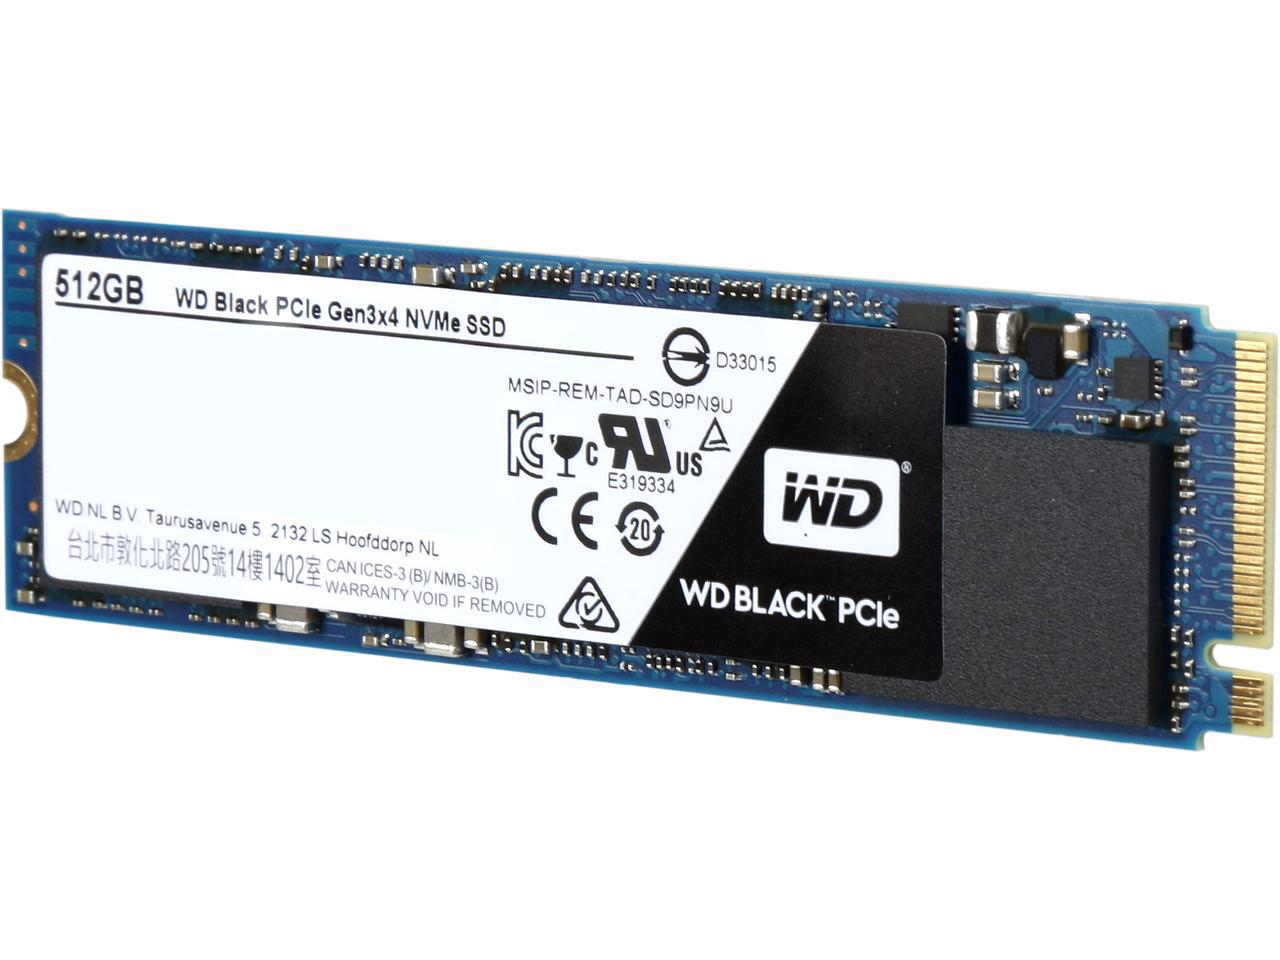 512GB WD Black PCIe Gen3x4 NVMe SSD
D33015
MSIP-REM-TAD-SD9PN9U
C RU® US
E319334
CE 20
WD NL B.V. Taurusavenue 5, 2132 LS Hoofddorp NL
台北市敦化北路205號14樓1402室
CAN ICES-3 (B)/ NMB-3(B)
WARRANTY VOID IF REMOVED
WD®
WD BLACK™ PCIe